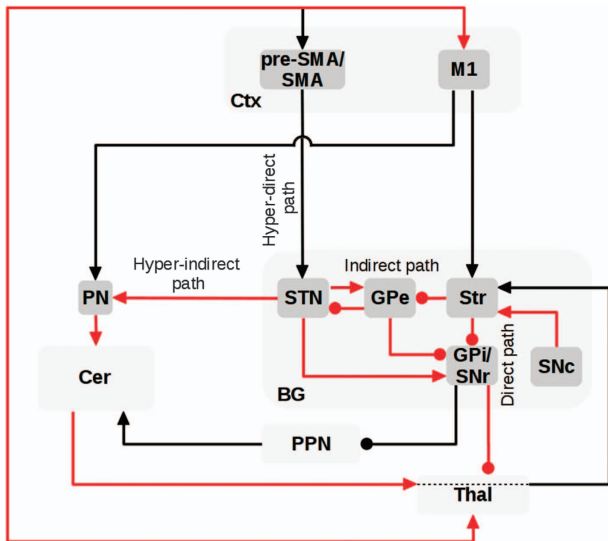 pre-SMA/
SMA
M1
Ctx
Hyper-direct
path
Hyper-indirect
path
Indirect path
PN
STN
GPe
Str
Cer
GPi/
SNr
Direct path
SNc
BG
PPN
Thal